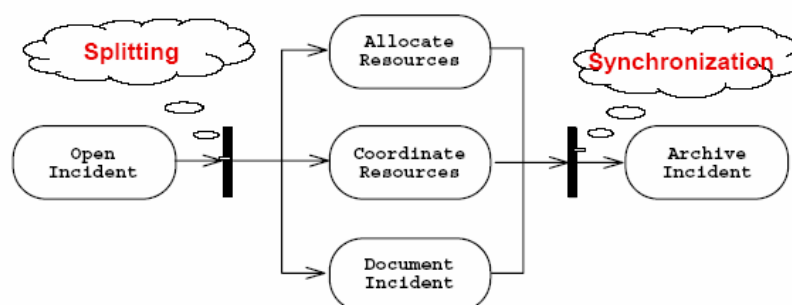 Splitting
Allocate
Resources
Synchronization
Open
Incident
Coordinate
Resources
Archive
Incident
Document
Incident